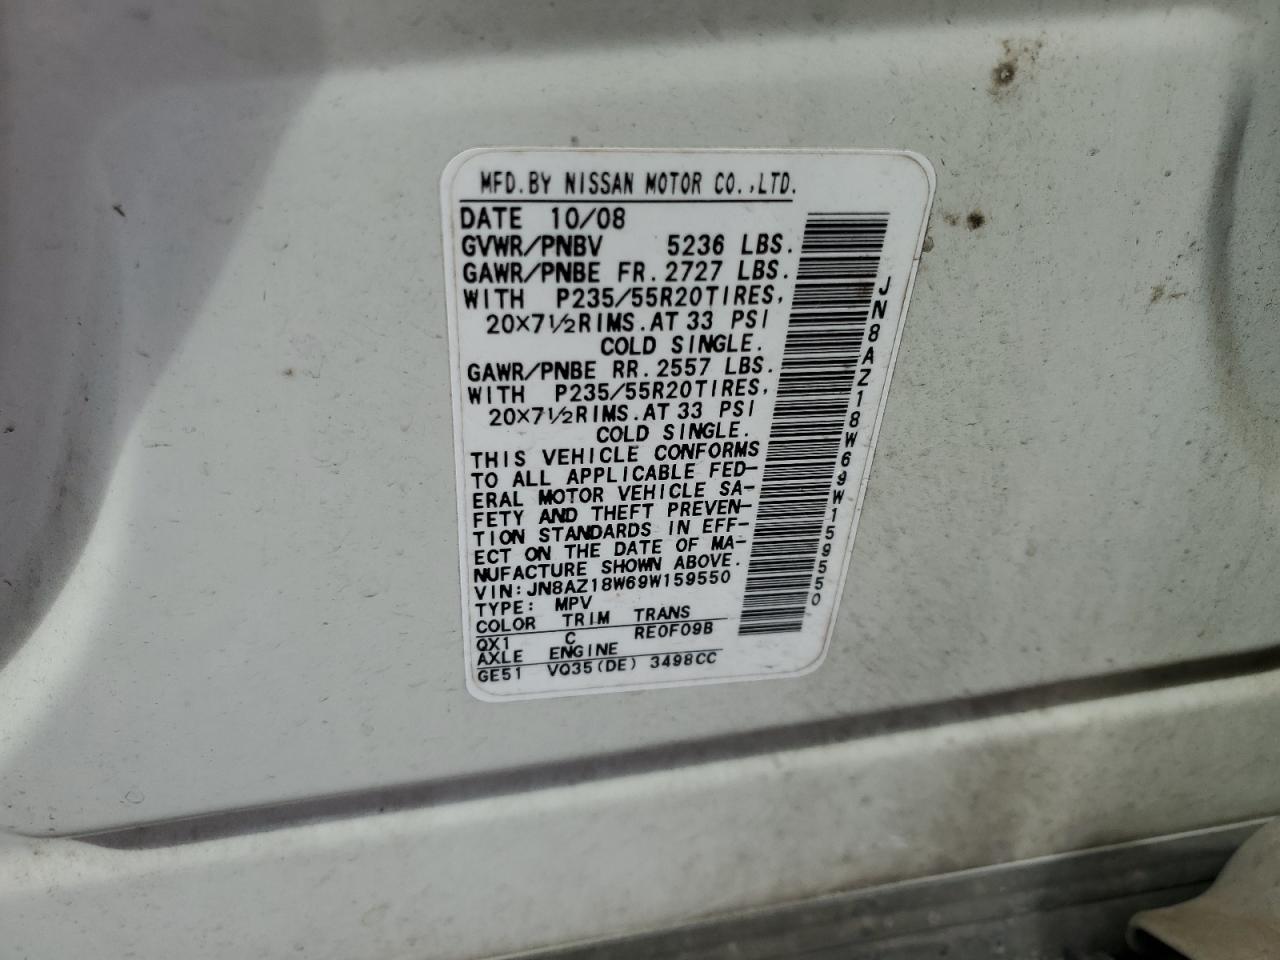 MFD.BY NISSAN MOTOR CO.,LTD.
DATE 10/08
GVWR/PNBV 5236 LBS.
GAWR/PNBE FR. 2727 LBS.
WITH P235/55R20TIRES,
20×7½RIMS.AT 33 PSI
COLD SINGLE.
GAWR/PNBE RR. 2557 LBS.
WITH P235/55R20TIRES,
20×7½RIMS.AT 33 PSI
COLD SINGLE.
THIS VEHICLE CONFORMS
TO ALL APPLICABLE FED-
ERAL MOTOR VEHICLE SA-
FETY AND THEFT PREVEN-
TION STANDARDS IN EFF-
ECT ON THE DATE OF MA-
NUFACTURE SHOWN ABOVE.
VIN:JN8AZ18W69W159550
TYPE: MPV
COLOR TRIM TRANS
QX1 C RE0F09B
AXLE ENGINE
GE51 VQ35(DE) 3498CC
JN8AZ18W69W159550